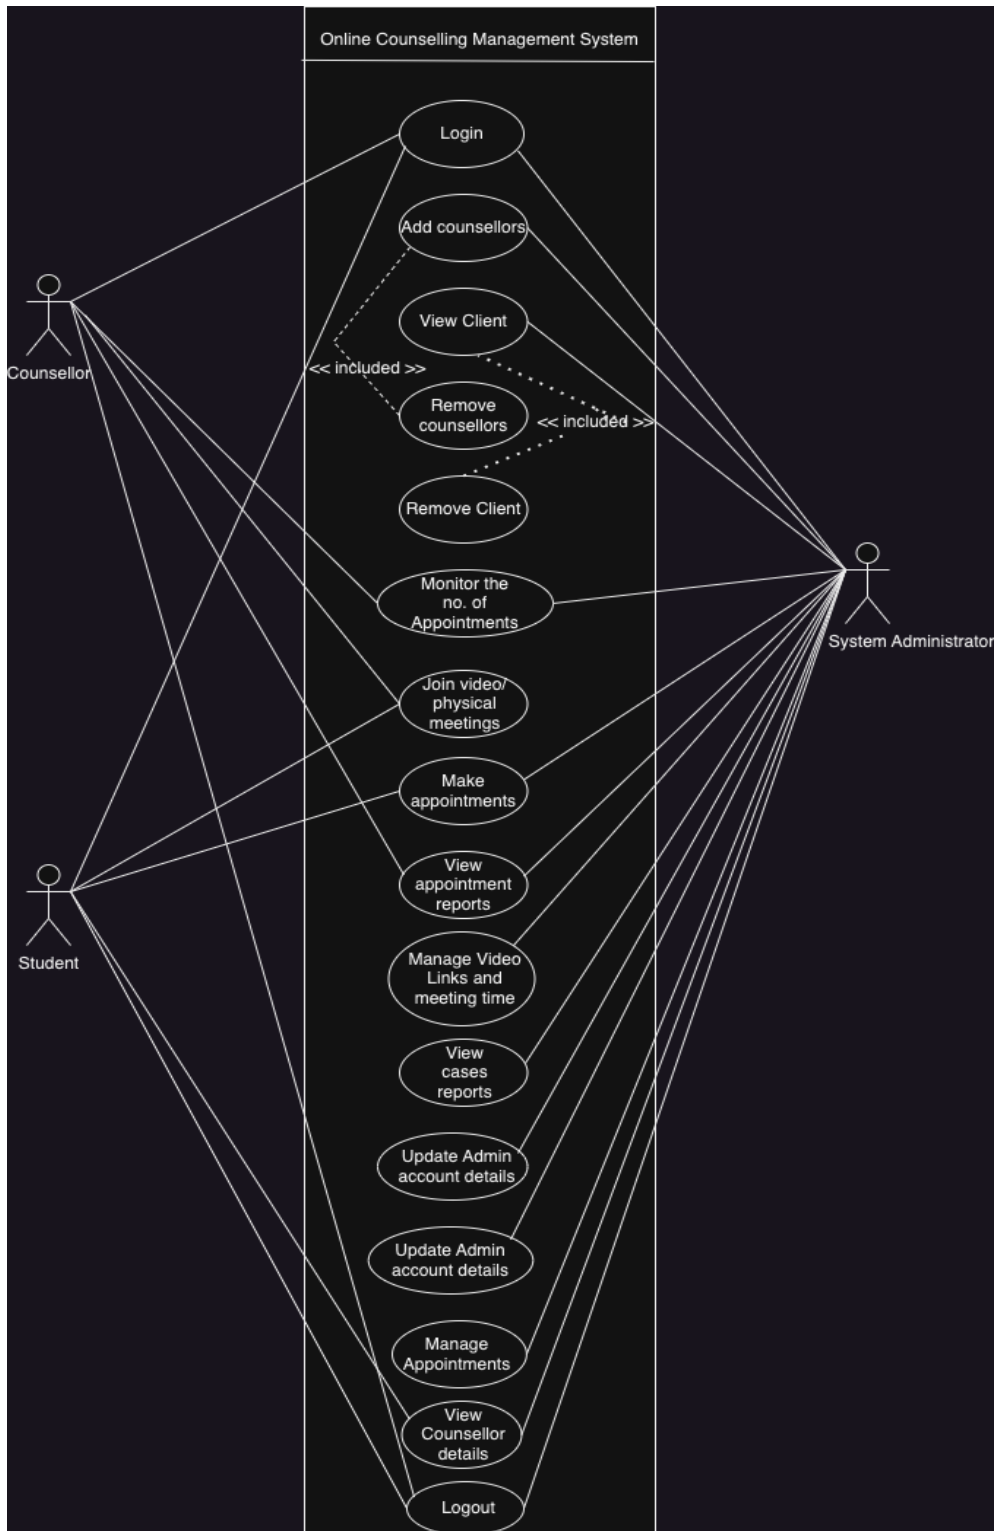 Online Counselling Management System
Login
Add counsellors
View Client
Counsellor
<< included >>
Remove
counsellors
<< included >>
Remove Client
Monitor the
no. of
Appointments
System Administrator
Join video/
physical
meetings
Make
appointments
View
appointment
reports
Student
Manage Video
Links and
meeting time
View
cases
reports
Update Admin
account details
Update Admin
account details
Manage
Appointments
View
Counsellor
details
Logout